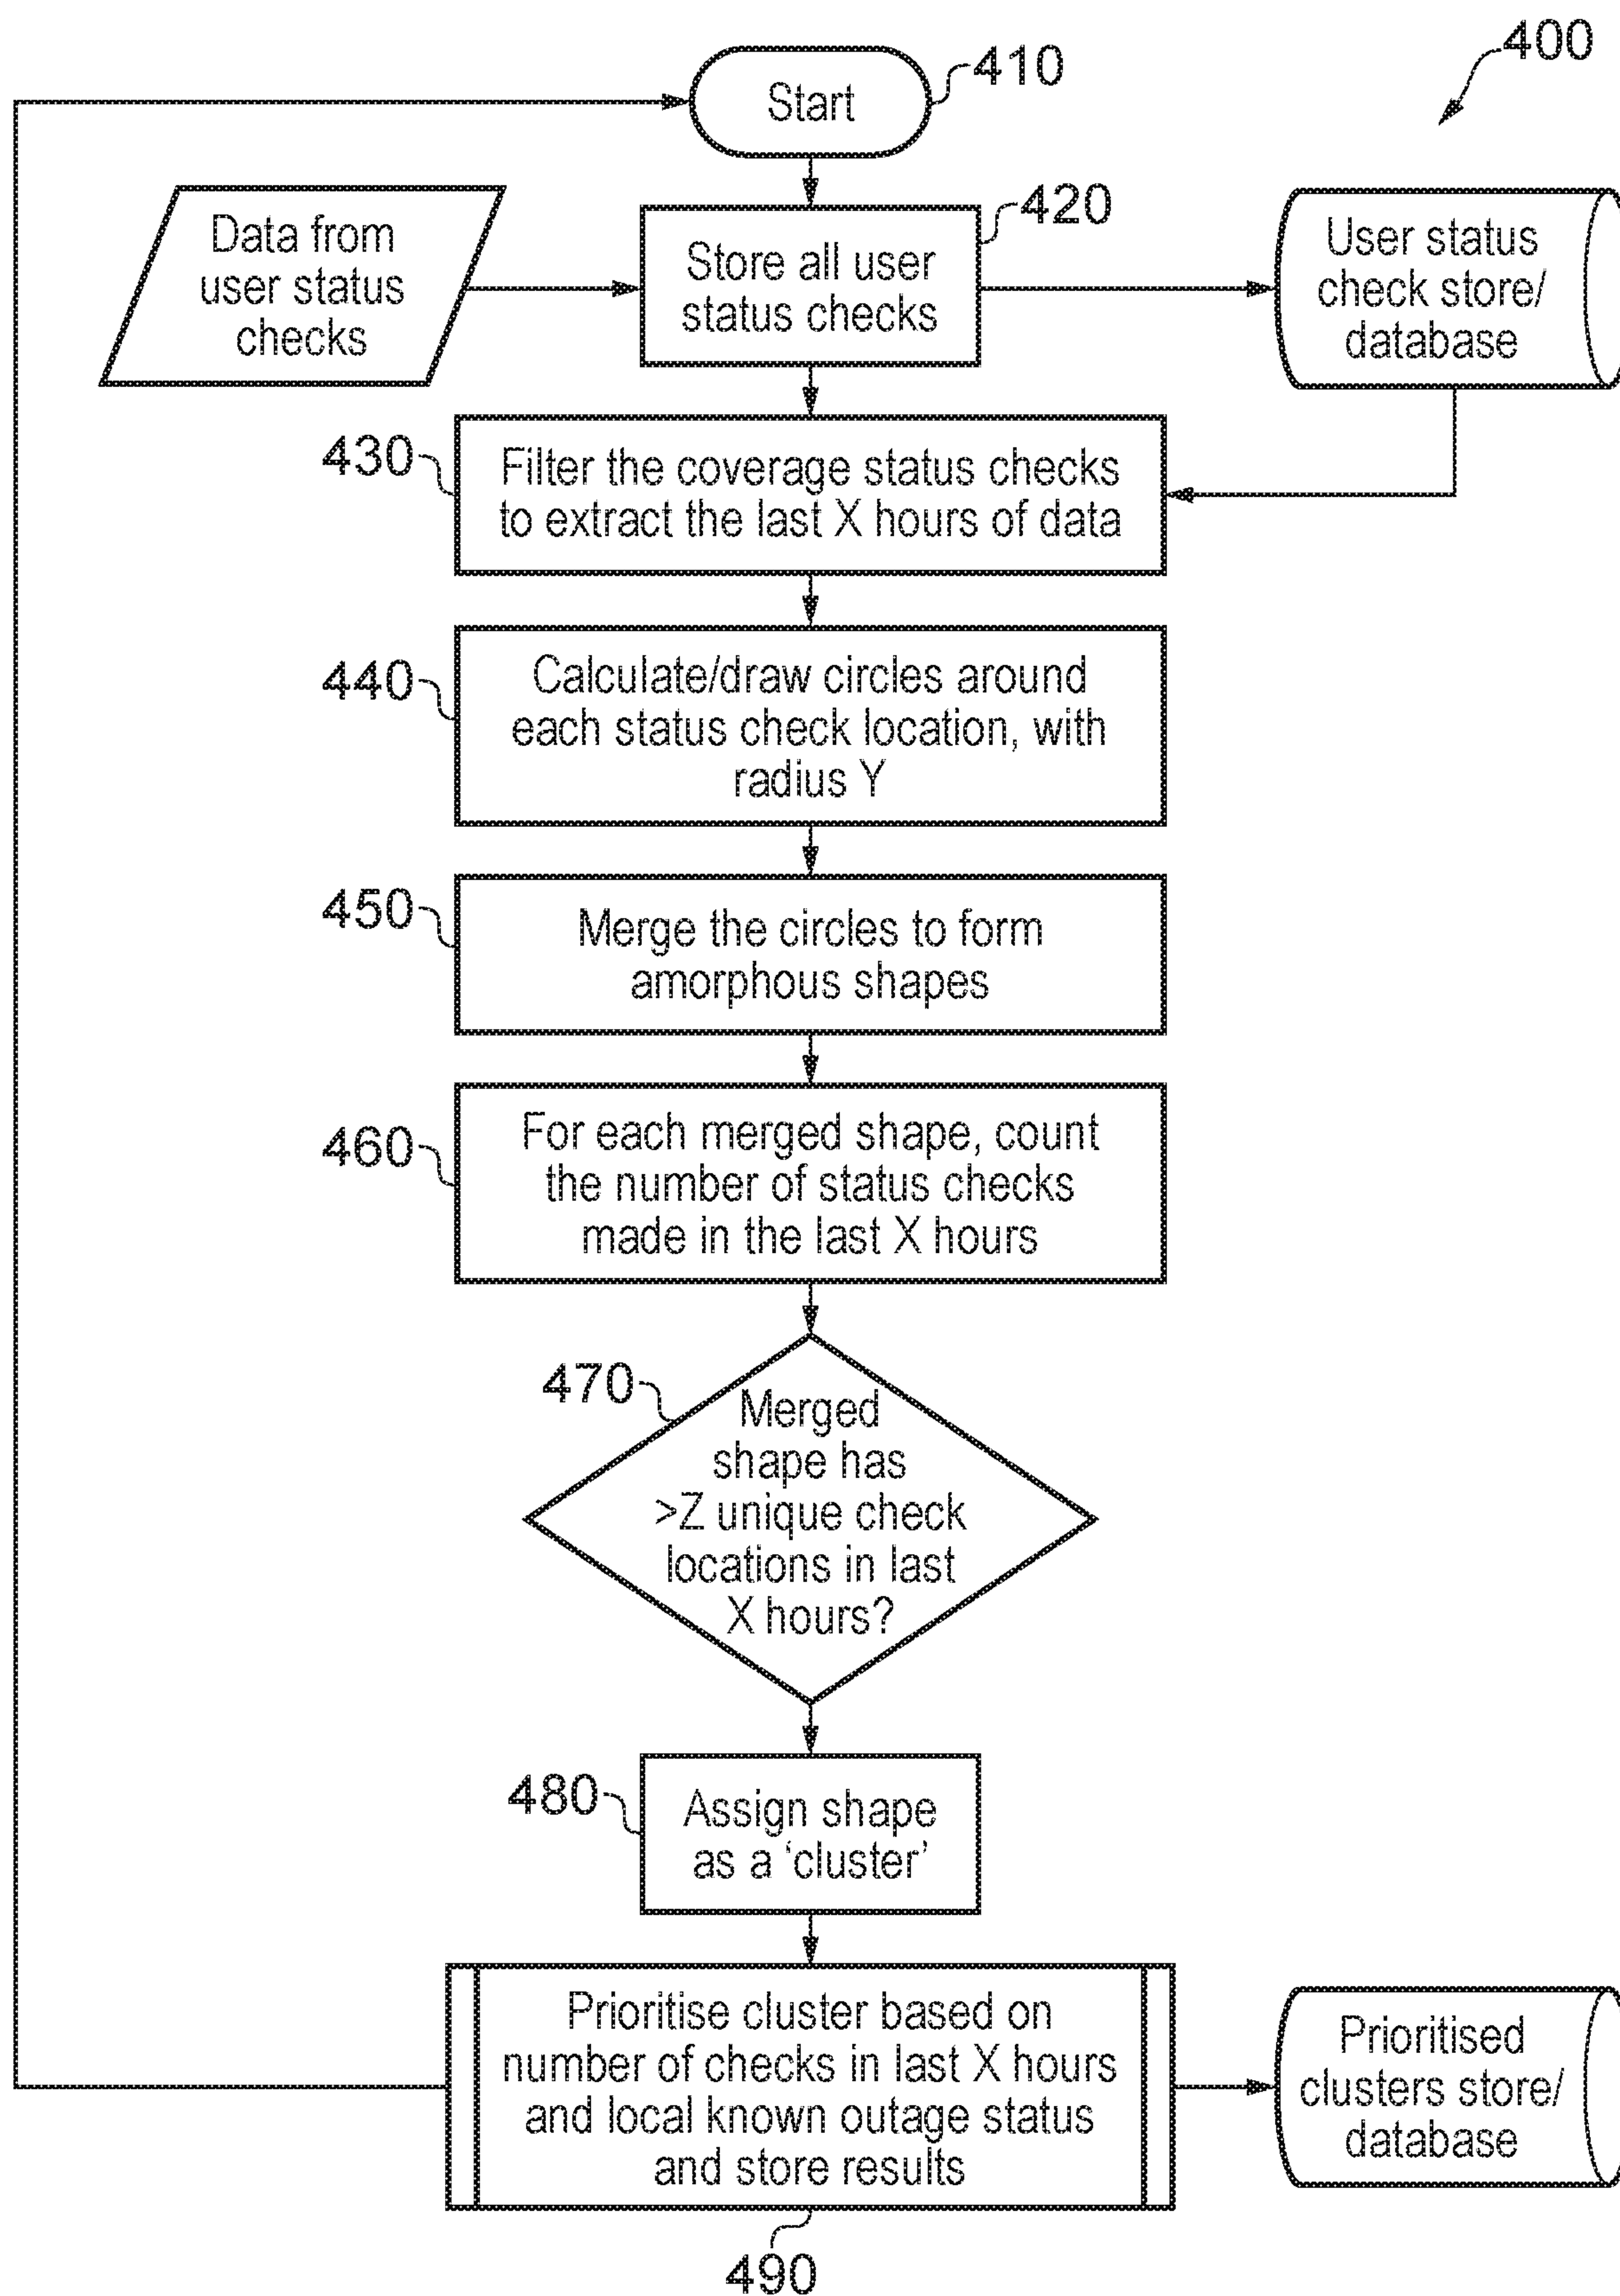 400
Start
410
Data from
user status
checks
Store all user
status checks
420
User status
check store/
database
430
Filter the coverage status checks
to extract the last X hours of data
440
Calculate/draw circles around
each status check location, with
radius Y
450
Merge the circles to form
amorphous shapes
460
For each merged shape, count
the number of status checks
made in the last X hours
470
Merged
shape has
>Z unique check
locations in last
X hours?
480
Assign shape
as a ‘cluster’
Prioritise cluster based on
number of checks in last X hours
and local known outage status
and store results
490
Prioritised
clusters store/
database